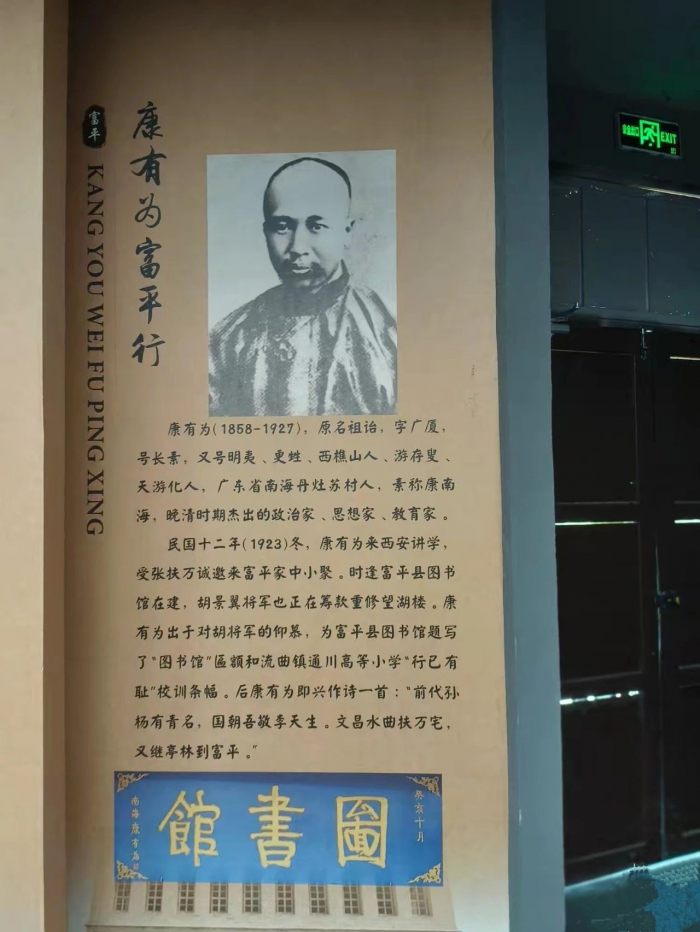 富平
康有为富平行
KANG YOU WEI FU PING XING
康有为(1858-1927)，原名祖诒，字广厦，
号长素，又号明夷、更甡、西樵山人、游存叟、
天游化人，广东省南海丹灶苏村人，素称康南
海，晚清时期杰出的政治家、思想家、教育家。
民国十二年(1923)冬，康有为来西安讲学，
受张扶万诚邀来富平家中小聚。时逢富平县图书
馆在建，胡景翼将军也正在筹款重修望湖楼。康
有为出于对胡将军的仰慕，为富平县图书馆题写
了“图书馆”匾额和流曲镇通川高等小学“行已有
耻”校训条幅。后康有为即兴作诗一首：“前代孙
杨有青名，国朝吾敬李天生。文昌水曲扶万宅，
又继亭林到富平。”
癸亥十月
圖書館
南海康有為
EXIT